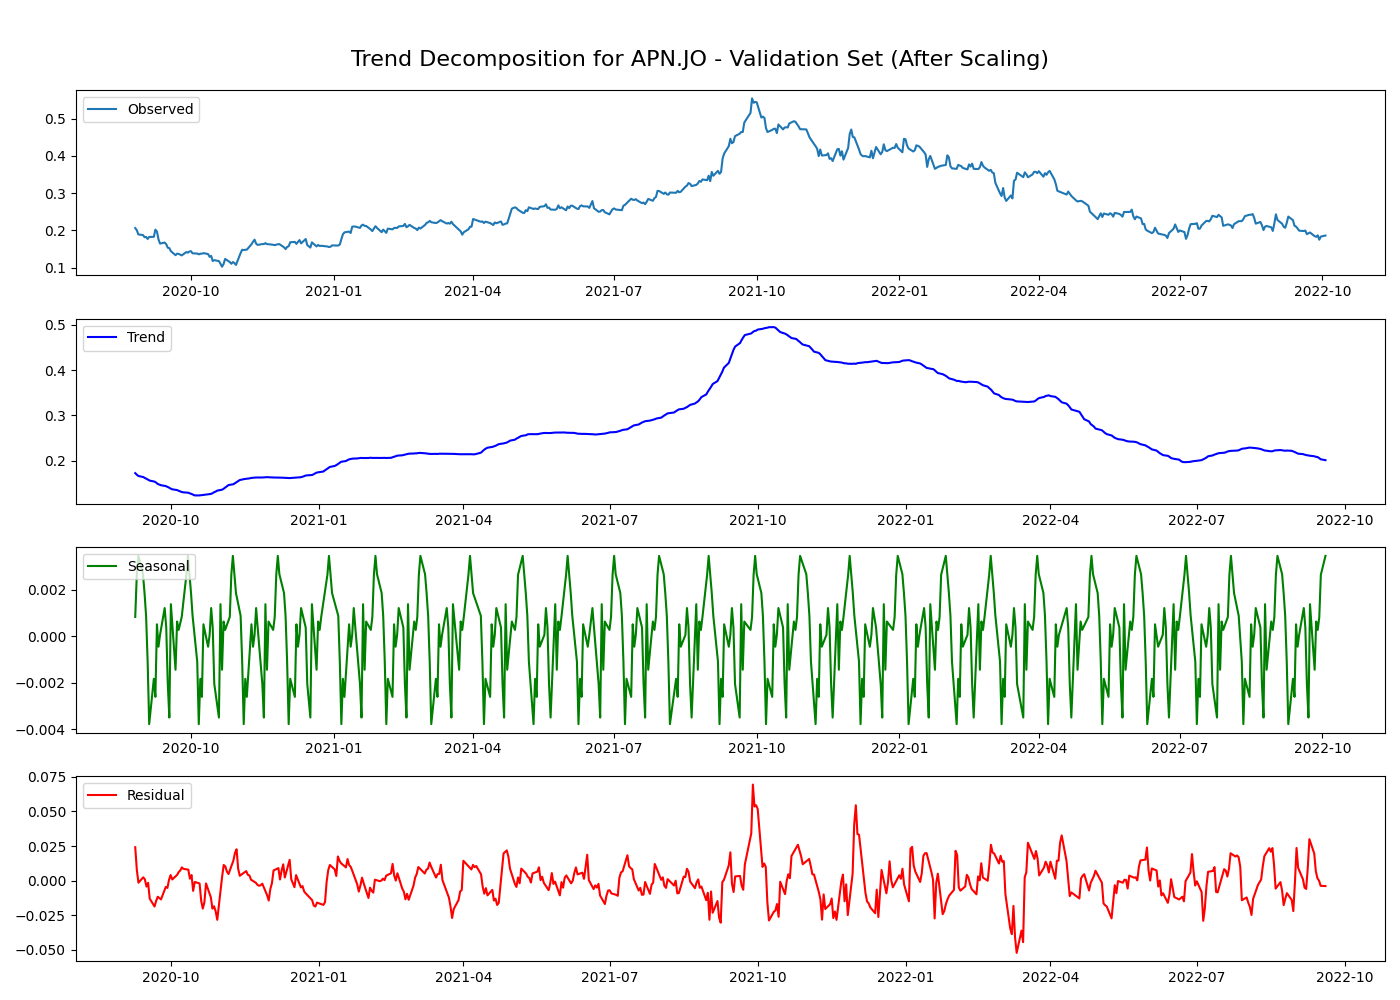 Trend Decomposition for APN.JO - Validation Set (After Scaling)
Observed
0.5
0.4
0.3
0.2
0.1
2020-10 2021-01 2021-04 2021-07 2021-10 2022-01 2022-04 2022-07 2022-10
Trend
0.5
0.4
0.3
0.2
2020-10 2021-01 2021-04 2021-07 2021-10 2022-01 2022-04 2022-07 2022-10
Seasonal
0.002
0.000
−0.002
−0.004
2020-10 2021-01 2021-04 2021-07 2021-10 2022-01 2022-04 2022-07 2022-10
0.075
Residual
0.050
0.025
0.000
−0.025
−0.050
2020-10 2021-01 2021-04 2021-07 2021-10 2022-01 2022-04 2022-07 2022-10